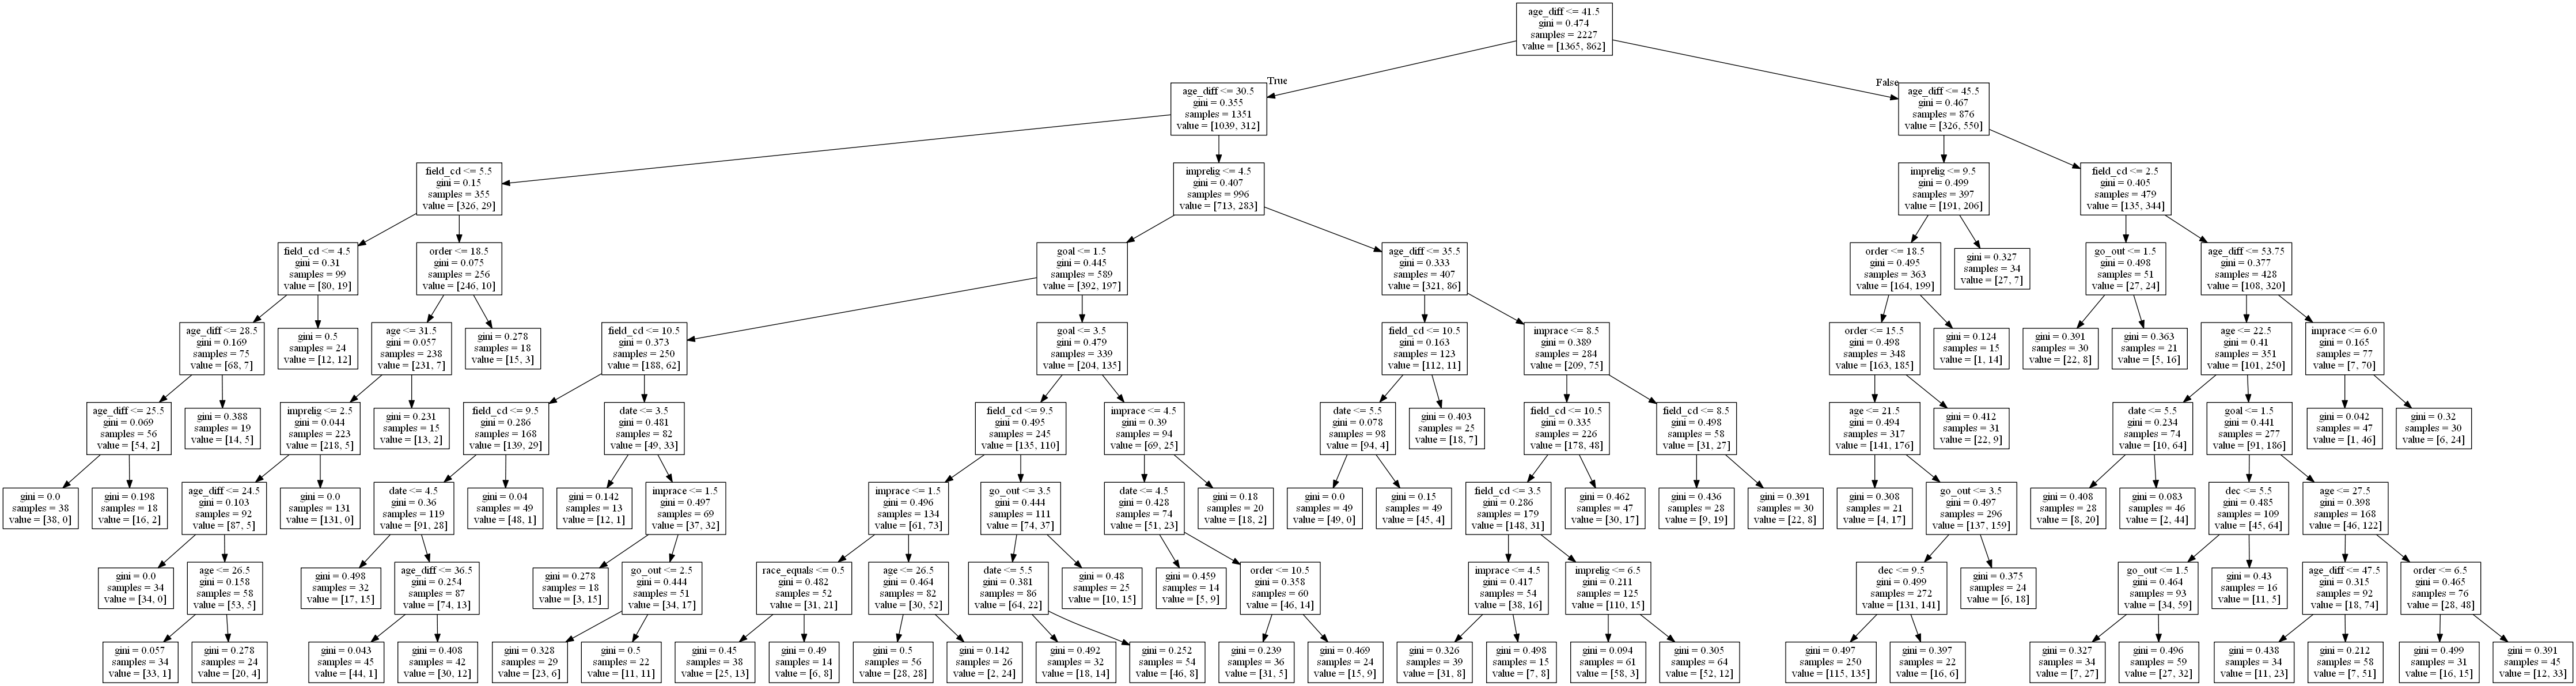 age_diff <= 41.5
gini = 0.474
samples = 2227
value = [1365, 862]
True
False
age_diff <= 30.5
gini = 0.355
samples = 1351
value = [1039, 312]
age_diff <= 45.5
gini = 0.467
samples = 876
value = [326, 550]
field_cd <= 5.5
gini = 0.15
samples = 355
value = [326, 29]
imprelig <= 4.5
gini = 0.407
samples = 996
value = [713, 283]
imprelig <= 9.5
gini = 0.499
samples = 397
value = [191, 206]
field_cd <= 2.5
gini = 0.405
samples = 479
value = [135, 344]
field_cd <= 4.5
gini = 0.31
samples = 99
value = [80, 19]
order <= 18.5
gini = 0.075
samples = 256
value = [246, 10]
goal <= 1.5
gini = 0.445
samples = 589
value = [392, 197]
age_diff <= 35.5
gini = 0.333
samples = 407
value = [321, 86]
order <= 18.5
gini = 0.495
samples = 363
value = [164, 199]
gini = 0.327
samples = 34
value = [27, 7]
go_out <= 1.5
gini = 0.498
samples = 51
value = [27, 24]
age_diff <= 53.75
gini = 0.377
samples = 428
value = [108, 320]
age_diff <= 28.5
gini = 0.169
samples = 75
value = [68, 7]
gini = 0.5
samples = 24
value = [12, 12]
age <= 31.5
gini = 0.057
samples = 238
value = [231, 7]
gini = 0.278
samples = 18
value = [15, 3]
field_cd <= 10.5
gini = 0.373
samples = 250
value = [188, 62]
goal <= 3.5
gini = 0.479
samples = 339
value = [204, 135]
field_cd <= 10.5
gini = 0.163
samples = 123
value = [112, 11]
imprace <= 8.5
gini = 0.389
samples = 284
value = [209, 75]
order <= 15.5
gini = 0.498
samples = 348
value = [163, 185]
gini = 0.124
samples = 15
value = [1, 14]
gini = 0.391
samples = 30
value = [22, 8]
gini = 0.363
samples = 21
value = [5, 16]
age <= 22.5
gini = 0.41
samples = 351
value = [101, 250]
imprace <= 6.0
gini = 0.165
samples = 77
value = [7, 70]
age_diff <= 25.5
gini = 0.069
samples = 56
value = [54, 2]
gini = 0.388
samples = 19
value = [14, 5]
imprelig <= 2.5
gini = 0.044
samples = 223
value = [218, 5]
gini = 0.231
samples = 15
value = [13, 2]
field_cd <= 9.5
gini = 0.286
samples = 168
value = [139, 29]
date <= 3.5
gini = 0.481
samples = 82
value = [49, 33]
field_cd <= 9.5
gini = 0.495
samples = 245
value = [135, 110]
imprace <= 4.5
gini = 0.39
samples = 94
value = [69, 25]
date <= 5.5
gini = 0.078
samples = 98
value = [94, 4]
gini = 0.403
samples = 25
value = [18, 7]
field_cd <= 10.5
gini = 0.335
samples = 226
value = [178, 48]
field_cd <= 8.5
gini = 0.498
samples = 58
value = [31, 27]
age <= 21.5
gini = 0.494
samples = 317
value = [141, 176]
gini = 0.412
samples = 31
value = [22, 9]
date <= 5.5
gini = 0.234
samples = 74
value = [10, 64]
goal <= 1.5
gini = 0.441
samples = 277
value = [91, 186]
gini = 0.042
samples = 47
value = [1, 46]
gini = 0.32
samples = 30
value = [6, 24]
gini = 0.0
samples = 38
value = [38, 0]
gini = 0.198
samples = 18
value = [16, 2]
age_diff <= 24.5
gini = 0.103
samples = 92
value = [87, 5]
gini = 0.0
samples = 131
value = [131, 0]
date <= 4.5
gini = 0.36
samples = 119
value = [91, 28]
gini = 0.04
samples = 49
value = [48, 1]
gini = 0.142
samples = 13
value = [12, 1]
imprace <= 1.5
gini = 0.497
samples = 69
value = [37, 32]
imprace <= 1.5
gini = 0.496
samples = 134
value = [61, 73]
go_out <= 3.5
gini = 0.444
samples = 111
value = [74, 37]
date <= 4.5
gini = 0.428
samples = 74
value = [51, 23]
gini = 0.18
samples = 20
value = [18, 2]
gini = 0.0
samples = 49
value = [49, 0]
gini = 0.15
samples = 49
value = [45, 4]
field_cd <= 3.5
gini = 0.286
samples = 179
value = [148, 31]
gini = 0.462
samples = 47
value = [30, 17]
gini = 0.436
samples = 28
value = [9, 19]
gini = 0.391
samples = 30
value = [22, 8]
gini = 0.308
samples = 21
value = [4, 17]
go_out <= 3.5
gini = 0.497
samples = 296
value = [137, 159]
gini = 0.408
samples = 28
value = [8, 20]
gini = 0.083
samples = 46
value = [2, 44]
dec <= 5.5
gini = 0.485
samples = 109
value = [45, 64]
age <= 27.5
gini = 0.398
samples = 168
value = [46, 122]
gini = 0.0
samples = 34
value = [34, 0]
age <= 26.5
gini = 0.158
samples = 58
value = [53, 5]
gini = 0.498
samples = 32
value = [17, 15]
age_diff <= 36.5
gini = 0.254
samples = 87
value = [74, 13]
gini = 0.278
samples = 18
value = [3, 15]
go_out <= 2.5
gini = 0.444
samples = 51
value = [34, 17]
race_equals <= 0.5
gini = 0.482
samples = 52
value = [31, 21]
age <= 26.5
gini = 0.464
samples = 82
value = [30, 52]
date <= 5.5
gini = 0.381
samples = 86
value = [64, 22]
gini = 0.48
samples = 25
value = [10, 15]
gini = 0.459
samples = 14
value = [5, 9]
order <= 10.5
gini = 0.358
samples = 60
value = [46, 14]
imprace <= 4.5
gini = 0.417
samples = 54
value = [38, 16]
imprelig <= 6.5
gini = 0.211
samples = 125
value = [110, 15]
dec <= 9.5
gini = 0.499
samples = 272
value = [131, 141]
gini = 0.375
samples = 24
value = [6, 18]
go_out <= 1.5
gini = 0.464
samples = 93
value = [34, 59]
gini = 0.43
samples = 16
value = [11, 5]
age_diff <= 47.5
gini = 0.315
samples = 92
value = [18, 74]
order <= 6.5
gini = 0.465
samples = 76
value = [28, 48]
gini = 0.057
samples = 34
value = [33, 1]
gini = 0.278
samples = 24
value = [20, 4]
gini = 0.043
samples = 45
value = [44, 1]
gini = 0.408
samples = 42
value = [30, 12]
gini = 0.328
samples = 29
value = [23, 6]
gini = 0.5
samples = 22
value = [11, 11]
gini = 0.45
samples = 38
value = [25, 13]
gini = 0.49
samples = 14
value = [6, 8]
gini = 0.5
samples = 56
value = [28, 28]
gini = 0.142
samples = 26
value = [2, 24]
gini = 0.492
samples = 32
value = [18, 14]
gini = 0.252
samples = 54
value = [46, 8]
gini = 0.239
samples = 36
value = [31, 5]
gini = 0.469
samples = 24
value = [15, 9]
gini = 0.326
samples = 39
value = [31, 8]
gini = 0.498
samples = 15
value = [7, 8]
gini = 0.094
samples = 61
value = [58, 3]
gini = 0.305
samples = 64
value = [52, 12]
gini = 0.497
samples = 250
value = [115, 135]
gini = 0.397
samples = 22
value = [16, 6]
gini = 0.327
samples = 34
value = [7, 27]
gini = 0.496
samples = 59
value = [27, 32]
gini = 0.438
samples = 34
value = [11, 23]
gini = 0.212
samples = 58
value = [7, 51]
gini = 0.499
samples = 31
value = [16, 15]
gini = 0.391
samples = 45
value = [12, 33]